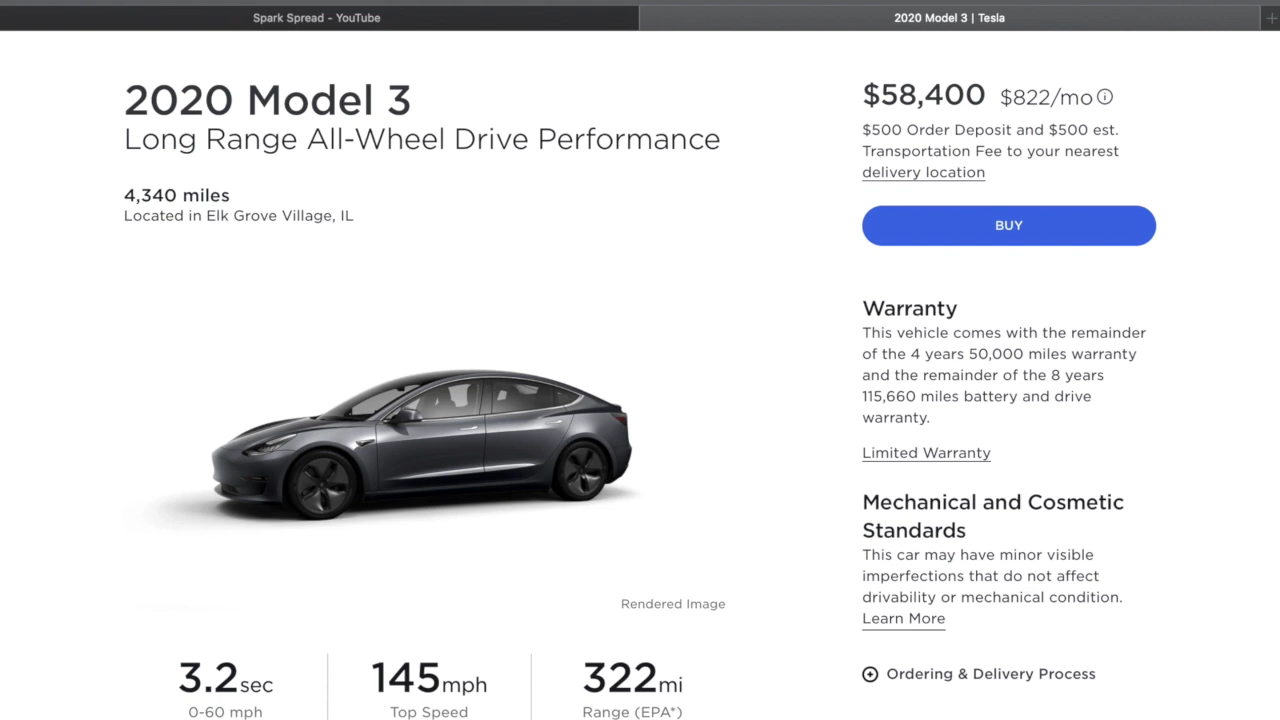 Spark Spread - YouTube
2020 Model 3 | Tesla
2020 Model 3
Long Range All-Wheel Drive Performance
4,340 miles
Located in Elk Grove Village, IL
$58,400 $822/mo
$500 Order Deposit and $500 est.
Transportation Fee to your nearest
delivery location
BUY
Warranty
This vehicle comes with the remainder
of the 4 years 50,000 miles warranty
and the remainder of the 8 years
115,660 miles battery and drive
warranty.
Limited Warranty
Mechanical and Cosmetic
Standards
This car may have minor visible
imperfections that do not affect
drivability or mechanical condition.
Learn More
Ordering & Delivery Process
Rendered Image
3.2sec
0-60 mph
145mph
Top Speed
322mi
Range (EPA*)